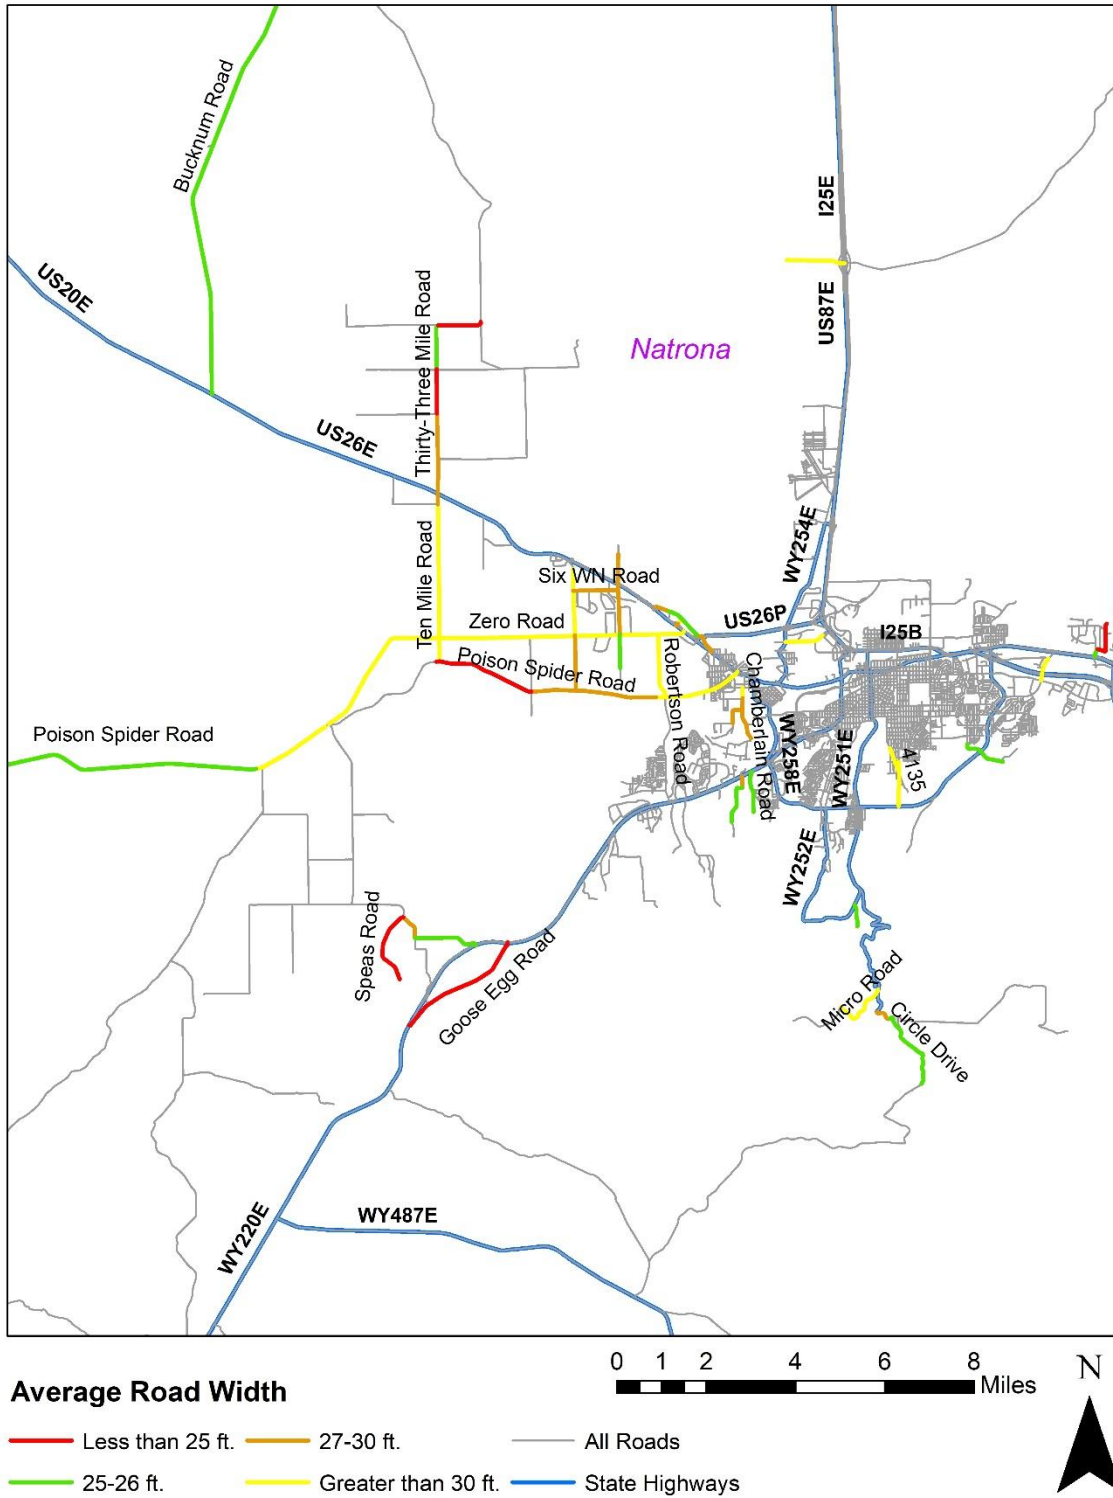 Bucknum Road
I25E
US20E
US87E
Thirty-Three Mile Road
Natrona
US26E
WY254E
Ten Mile Road
Six WN Road
Zero Road
US26P
I25B
Poison Spider Road
Robertson Road
Chamberlain Road
Poison Spider Road
WY258E
WY251E
A135
WY252E
Speas Road
Goose Egg Road
Micro Road
Circle Drive
WY220E
WY487E
0 1 2 4 6 8
Miles
N
Average Road Width
Less than 25 ft.
27-30 ft.
All Roads
25-26 ft.
Greater than 30 ft.
State Highways